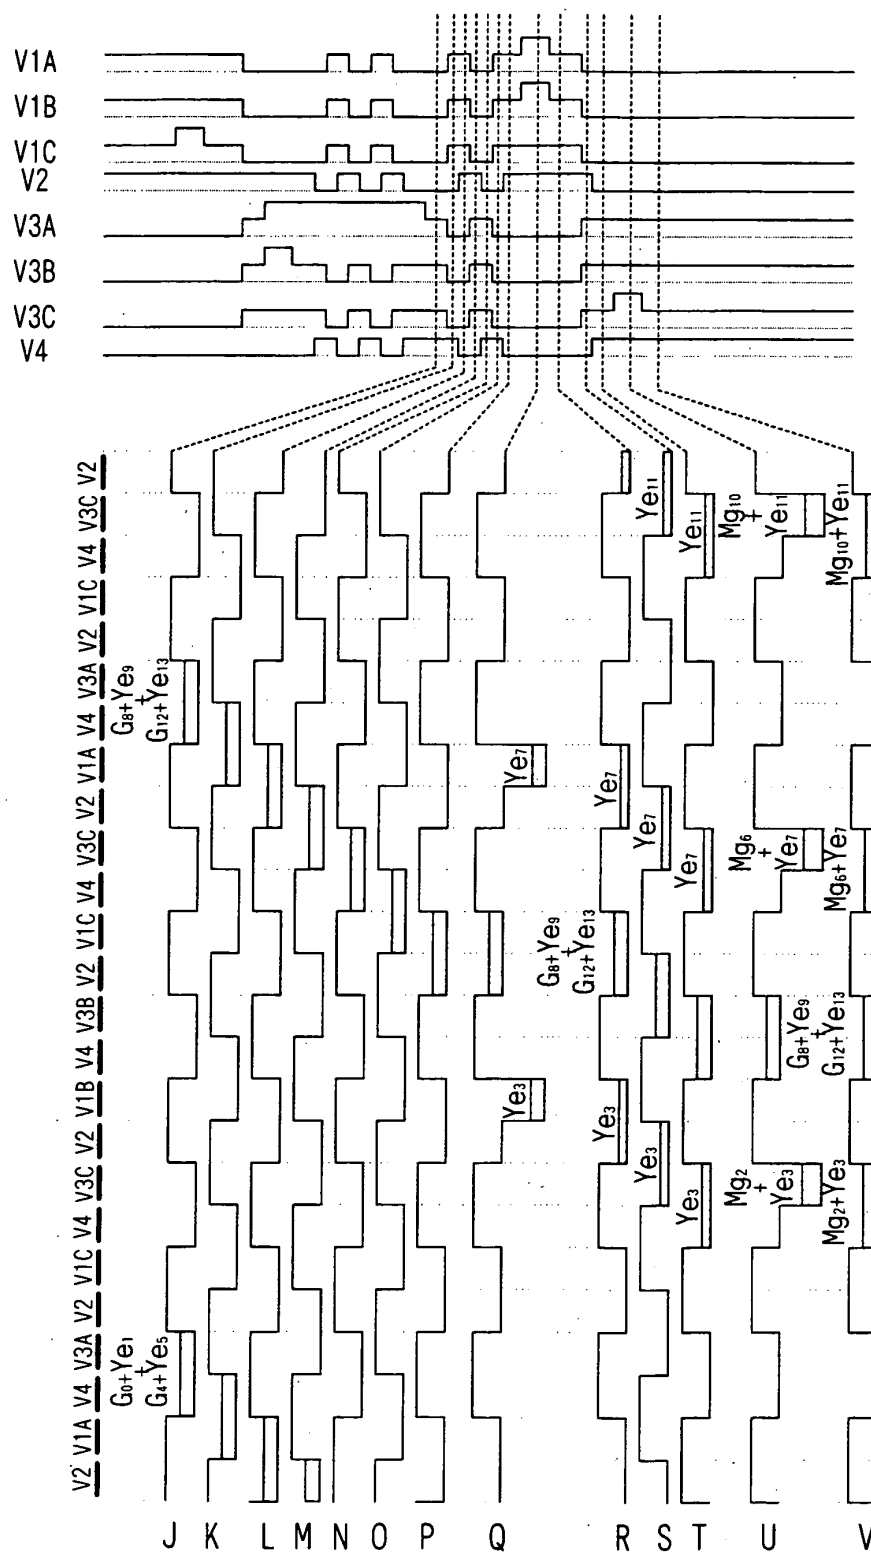 V1A
V1B
V1C
V2
V3A
V3B
V3C
V4
V2
V3C
V4
V1C
V2
V3A
V4
V1A
V2
V3C
V4
V1C
V2
V3B
V4
V1B
V2
V3C
V4
V1C
V2
V3A
V4
V1A
V2
G8+Ye9
+
G12+Ye13
G0+Ye1
+
G4+Ye5
Ye7
Ye3
G8+Ye9
+
G12+Ye13
Ye7
Ye3
Ye11
Ye7
Ye3
Ye11
Ye7
Ye3
Mg10
+
Ye11
Mg6
+
Ye7
G8+Ye9
+
G12+Ye13
Mg2
+
Ye3
Mg10+Ye11
Mg6+Ye7
Mg2+Ye3
J K L M N O P Q R S T U V